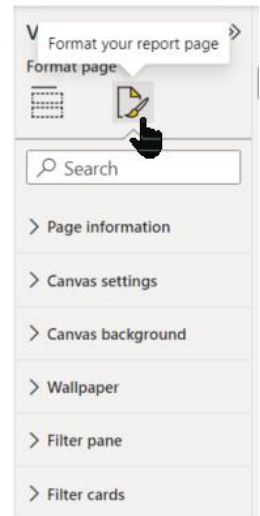 V
Format your report page
Format page
Search
Page information
Canvas settings
Canvas background
Wallpaper
Filter pane
Filter cards